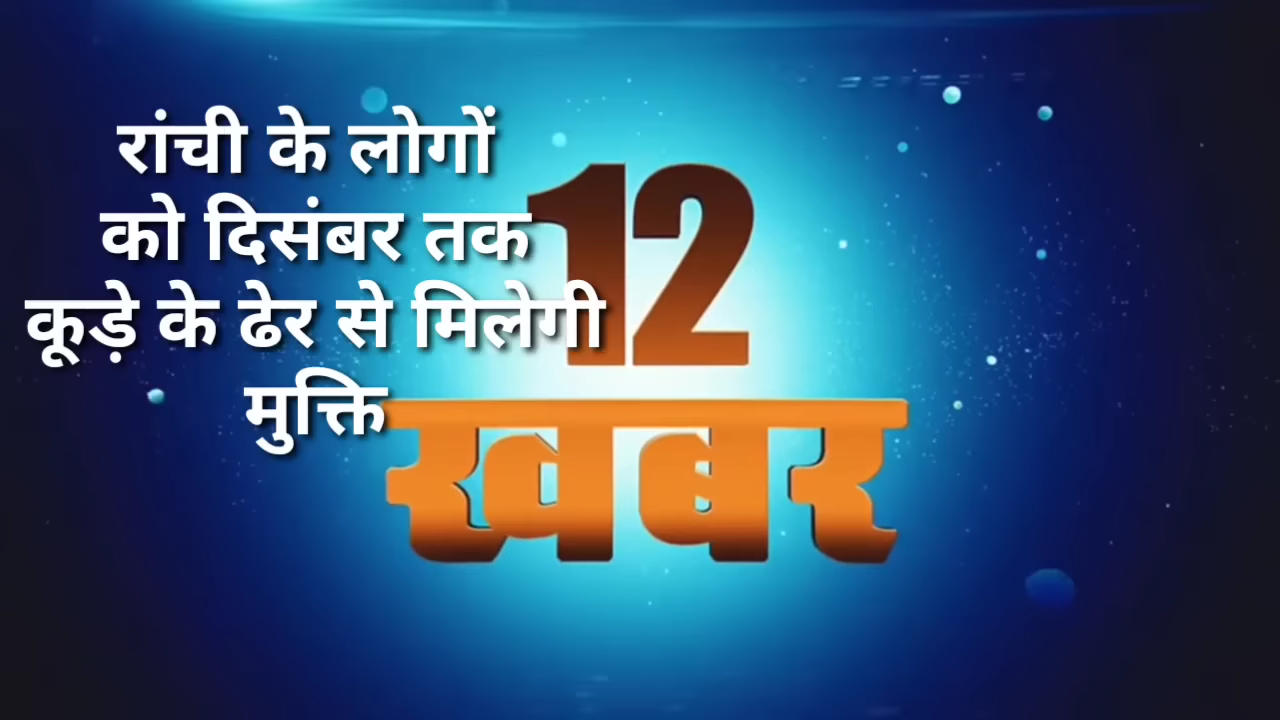 रांची के लोगों
को दिसंबर तक
कूड़े के ढेर से मिलेगी
मुक्ति
12
खबर